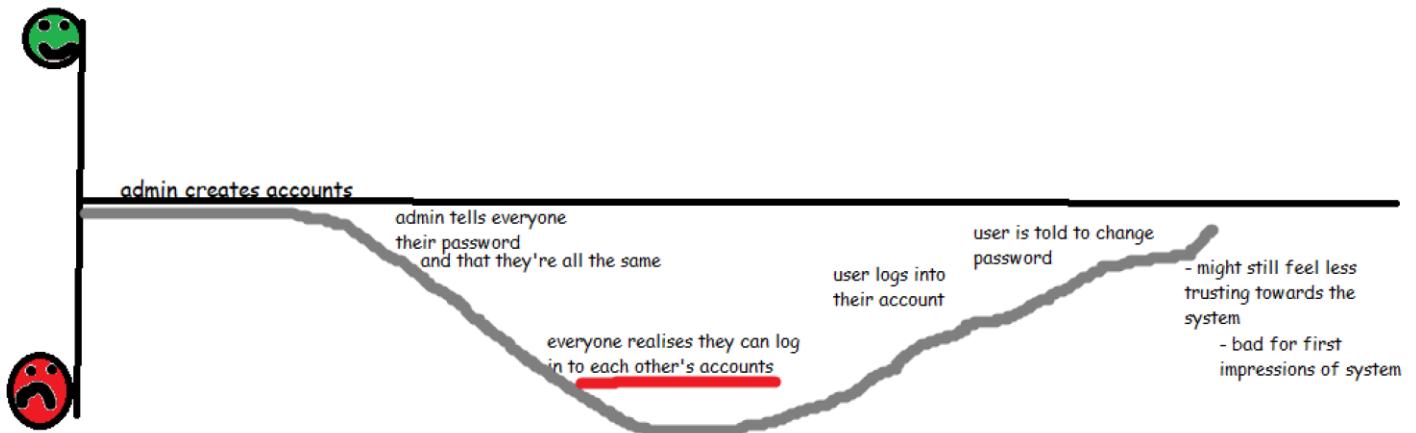 admin creates accounts
admin tells everyone
their password
and that they're all the same
everyone realises they can log
in to each other's accounts
user logs into
their account
user is told to change
password
- might still feel less
trusting towards the
system
- bad for first
impressions of system